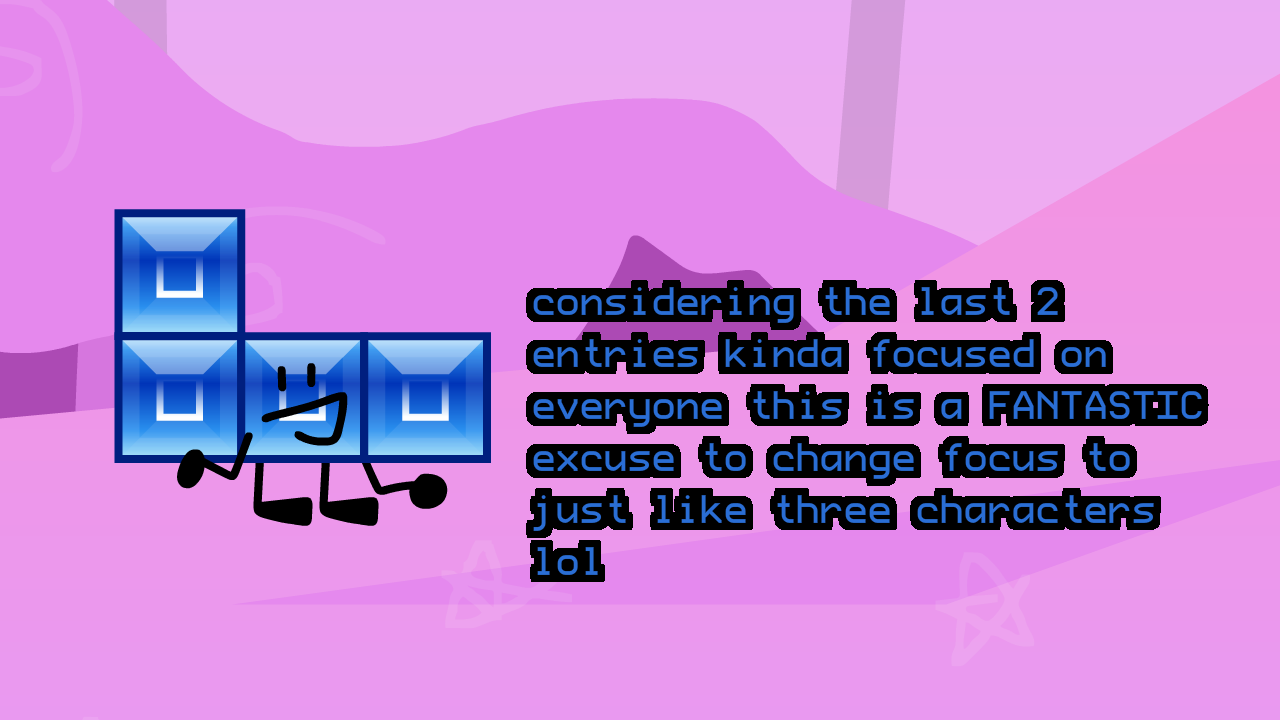 considering the last 2
entries kinda focused on
everyone this is a FANTASTIC
excuse to change focus to
just like three characters
lol